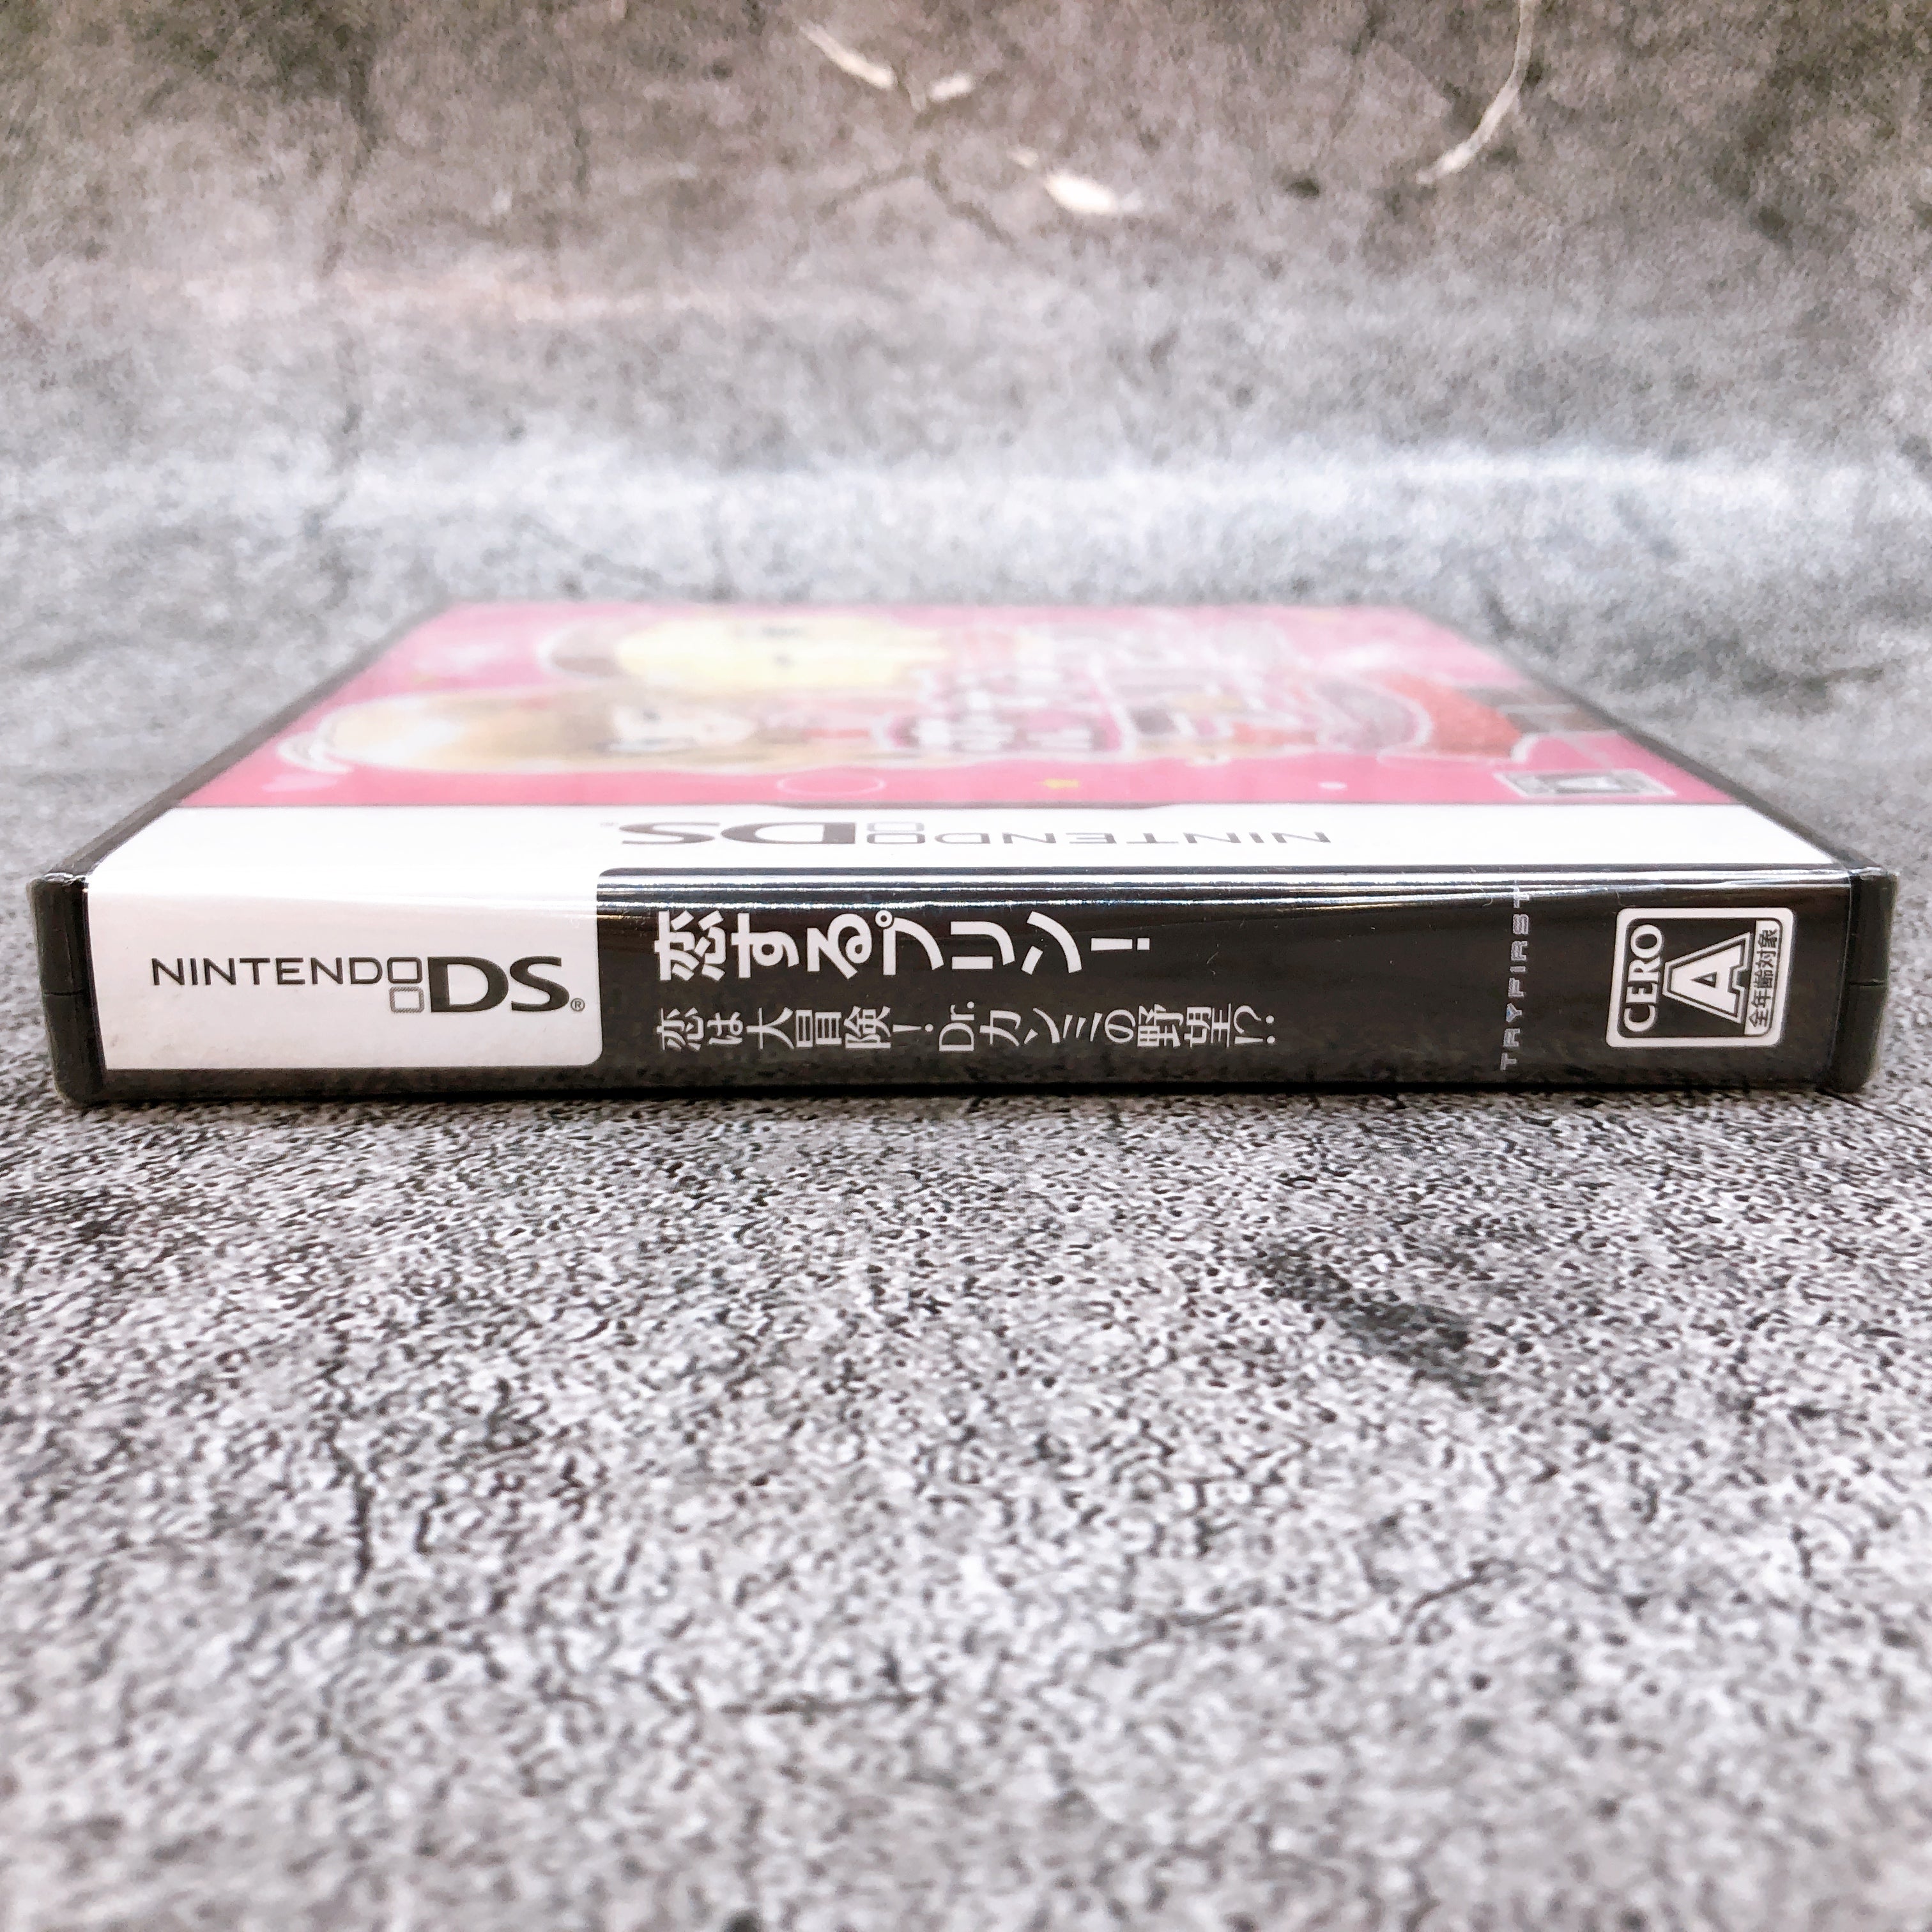 NINTENDO DS®
NINTENDO DS
恋するプリン!
恋は大冒険! Dr.カンミの野望!?
TRYFIRST
CERO
A
全年齢対象